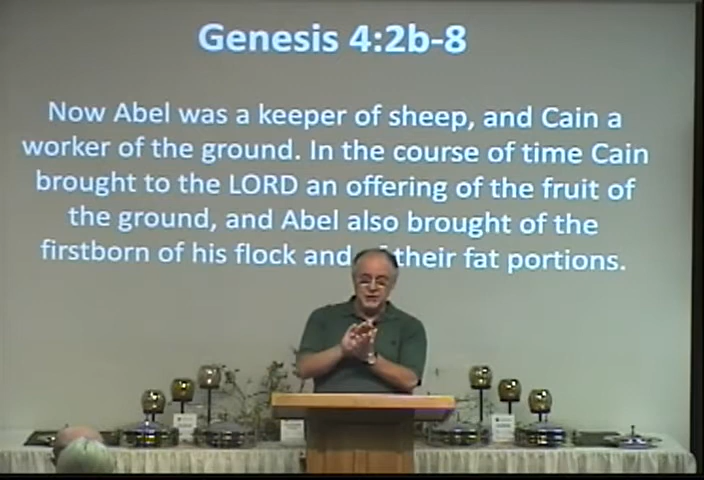 Genesis 4:2b-8
Now Abel was a keeper of sheep, and Cain a
worker of the ground. In the course of time Cain
brought to the LORD an offering of the fruit of
the ground, and Abel also brought of the
firstborn of his flock and their fat portions.